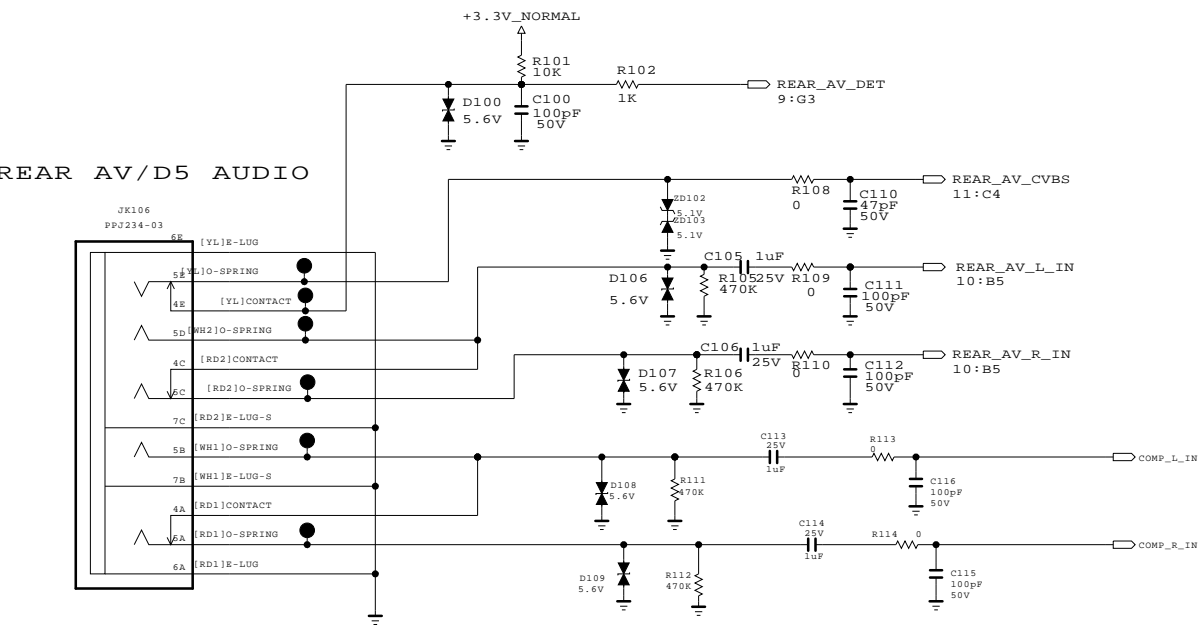 +3.3V_NORMAL
R101
10K
R102
1K
REAR_AV_DET
9:G3
D100
5.6V
C100
100pF
50V
REAR AV/D5 AUDIO
JK106
PPJ234-03
REAR_AV_CVBS
11:C4
R108
0
C110
47pF
50V
ZD102
5.1V
ZD103
5.1V
6E
[YL]E-LUG
5E
[YL]O-SPRING
4E
[YL]CONTACT
5D
[WH2]O-SPRING
4C
[RD2]CONTACT
5C
[RD2]O-SPRING
7C
[RD2]E-LUG-S
5B
[WH1]O-SPRING
7B
[WH1]E-LUG-S
4A
[RD1]CONTACT
5A
[RD1]O-SPRING
6A
[RD1]E-LUG
C105
1uF
25V
D106
5.6V
R105
470K
R109
0
C111
100pF
50V
REAR_AV_L_IN
10:B5
C106
1uF
25V
D107
5.6V
R106
470K
R110
0
C112
100pF
50V
REAR_AV_R_IN
10:B5
C113
25V
1uF
R113
0
D108
5.6V
R111
470K
C116
100pF
50V
COMP_L_IN
C114
25V
1uF
R114
0
D109
5.6V
R112
470K
C115
100pF
50V
COMP_R_IN